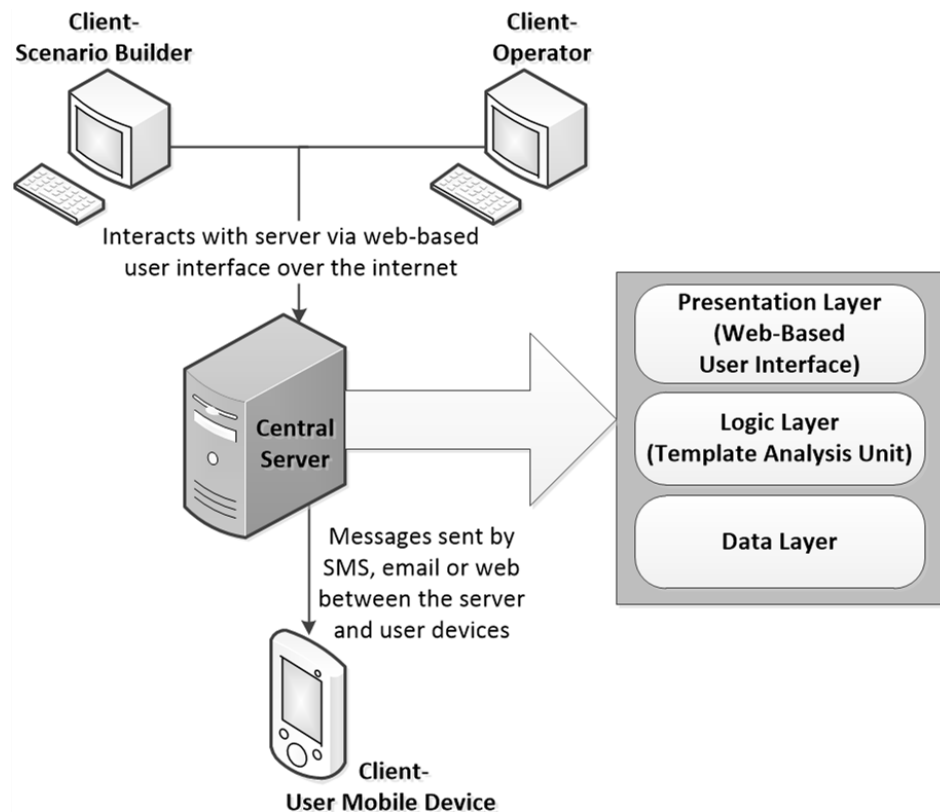 Client-
Scenario Builder
Client-
Operator
Interacts with server via web-based
user interface over the internet
Central
Server
Presentation Layer
(Web-Based
User Interface)
Logic Layer
(Template Analysis Unit)
Data Layer
Messages sent by
SMS, email or web
between the server
and user devices
Client-
User Mobile Device